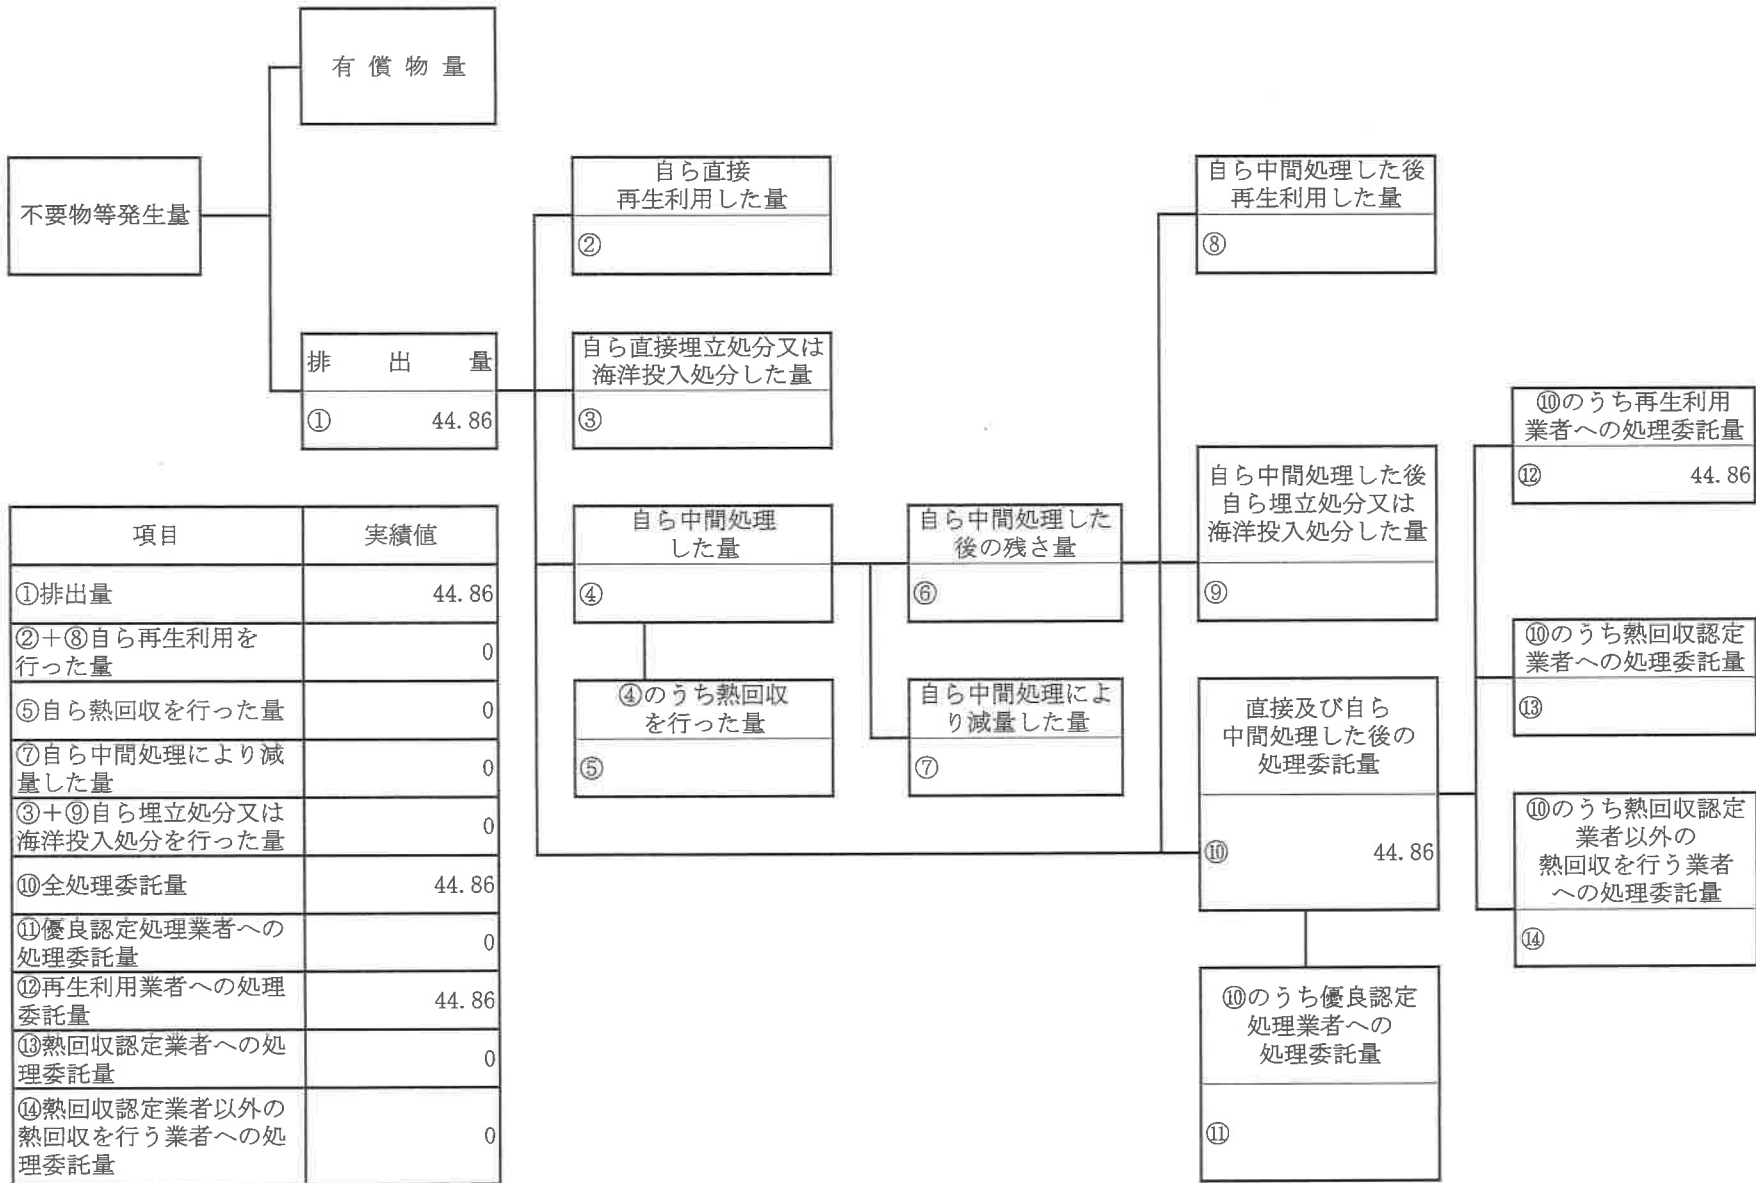 有償物量
不要物等発生量
排出量
① 44.86
自ら直接
再生利用した量
②
自ら直接埋立処分又は
海洋投入処分した量
③
自ら中間処理
した量
④
④のうち熱回収
を行った量
⑤
自ら中間処理した
後の残さ量
⑥
自ら中間処理によ
り減量した量
⑦
自ら中間処理した後
再生利用した量
⑧
自ら中間処理した後
自ら埋立処分又は
海洋投入処分した量
⑨
直接及び自ら
中間処理した後の
処理委託量
⑩ 44.86
⑩のうち優良認定
処理業者への
処理委託量
⑪
⑩のうち再生利用
業者への処理委託量
⑫ 44.86
⑩のうち熱回収認定
業者への処理委託量
⑬
⑩のうち熱回収認定
業者以外の
熱回収を行う業者
への処理委託量
⑭
項目 実績値
①排出量 44.86
②+⑧自ら再生利用を
行った量 0
⑤自ら熱回収を行った量 0
⑦自ら中間処理により減
量した量 0
③+⑨自ら埋立処分又は
海洋投入処分を行った量 0
⑩全処理委託量 44.86
⑪優良認定処理業者への
処理委託量 0
⑫再生利用業者への処理
委託量 44.86
⑬熱回収認定業者への処
理委託量 0
⑭熱回収認定業者以外の
熱回収を行う業者への処
理委託量 0